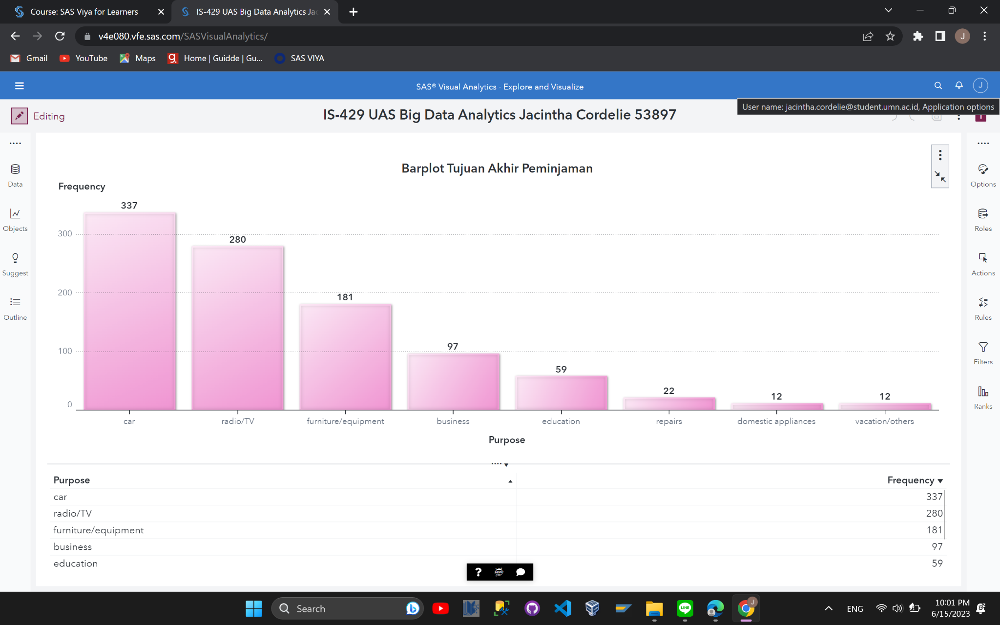 Course: SAS Viya for Learners
IS-429 UAS Big Data Analytics Jac
v4e080.vfe.sas.com/SASVisualAnalytics/
J
Gmail
YouTube
Maps
Home | Guidde | Gu...
SAS VIYA
SAS® Visual Analytics - Explore and Visualize
J
User name: jacintha.cordelie@student.umn.ac.id, Application options
Editing
IS-429 UAS Big Data Analytics Jacintha Cordelie 53897
Data
Objects
Suggest
Outline
Options
Roles
Actions
Rules
Filters
Ranks
Barplot Tujuan Akhir Peminjaman
Frequency
337
280
181
97
59
22
12
12
300
200
100
0
car
radio/TV
furniture/equipment
business
education
repairs
domestic appliances
vacation/others
Purpose
Purpose Frequency
car 337
radio/TV 280
furniture/equipment 181
business 97
education 59
?
jupyter
Search
LINE
J
ENG
10:01 PM
6/15/2023